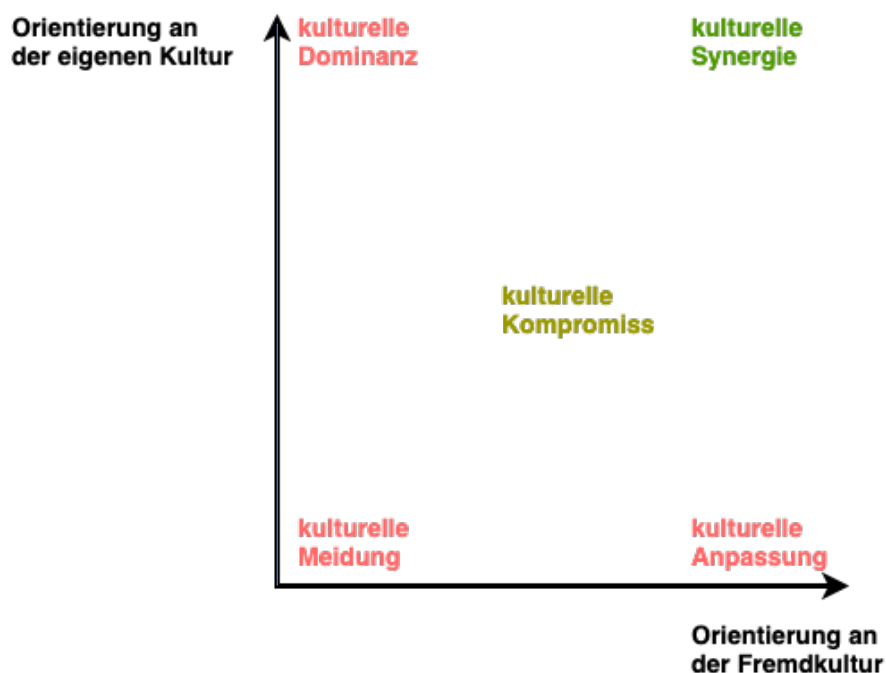 Orientierung an
der eigenen Kultur
kulturelle
Dominanz
kulturelle
Synergie
kulturelle
Kompromiss
kulturelle
Meidung
kulturelle
Anpassung
Orientierung an
der Fremdkultur